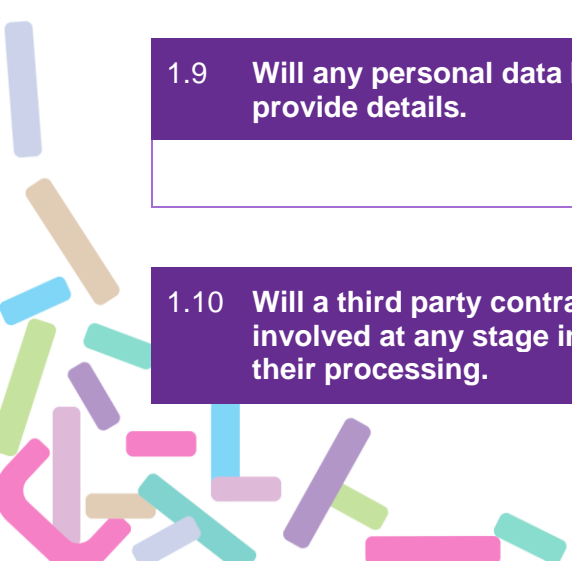 1.9 Will any personal data
provide details.
1.10 Will a third party contra
involved at any stage in
their processing.